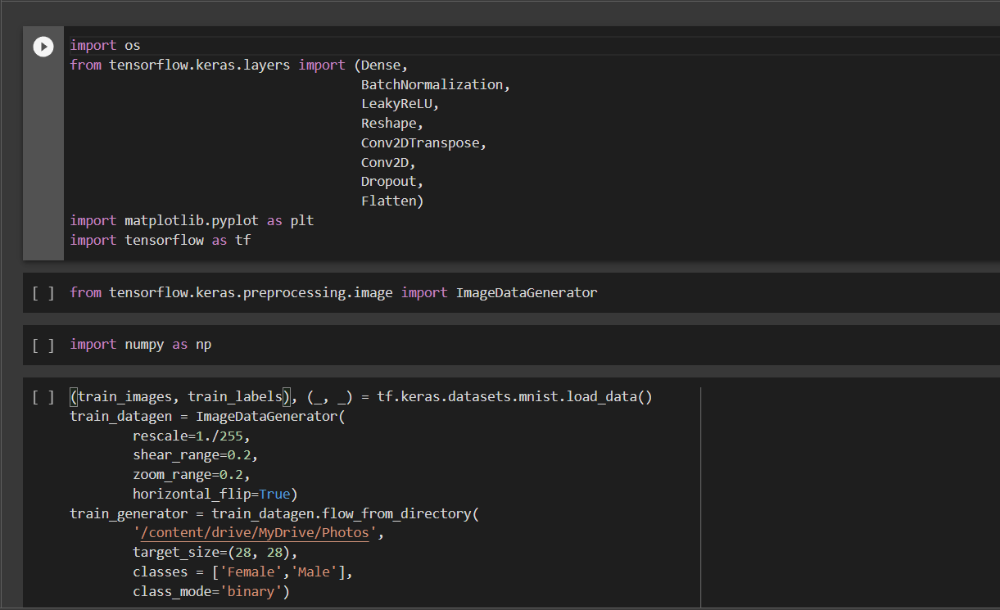 import os
from tensorflow.keras.layers import (Dense,
                                     BatchNormalization,
                                     LeakyReLU,
                                     Reshape,
                                     Conv2DTranspose,
                                     Conv2D,
                                     Dropout,
                                     Flatten)
import matplotlib.pyplot as plt
import tensorflow as tf
[ ] from tensorflow.keras.preprocessing.image import ImageDataGenerator
[ ] import numpy as np
[ ] (train_images, train_labels), (_, _) = tf.keras.datasets.mnist.load_data()
train_datagen = ImageDataGenerator(
        rescale=1./255,
        shear_range=0.2,
        zoom_range=0.2,
        horizontal_flip=True)
train_generator = train_datagen.flow_from_directory(
        '/content/drive/MyDrive/Photos',
        target_size=(28, 28),
        classes = ['Female','Male'],
        class_mode='binary')